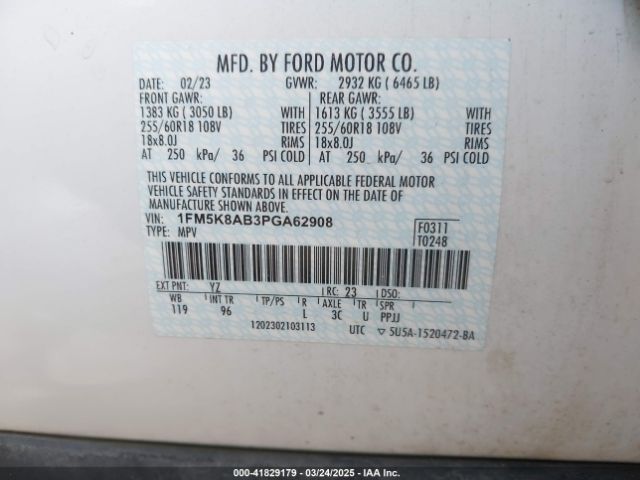 MFD. BY FORD MOTOR CO.
DATE: 02/23 GVWR: 2932 KG ( 6465 LB)
FRONT GAWR: REAR GAWR:
1383 KG ( 3050 LB) WITH 1613 KG ( 3555 LB) WITH
255/60R18 108V TIRES 255/60R18 108V TIRES
18x8.0J RIMS 18x8.0J RIMS
AT 250 kPa/ 36 PSI COLD AT 250 kPa/ 36 PSI COLD
THIS VEHICLE CONFORMS TO ALL APPLICABLE FEDERAL MOTOR
VEHICLE SAFETY STANDARDS IN EFFECT ON THE DATE OF
MANUFACTURE SHOWN ABOVE.
VIN: 1FM5K8AB3PGA62908 F0311
TYPE: MPV T0248
EXT PNT: YZ RC: 23 DSO:
WB INT TR TP/PS R AXLE TR SPR
119 96 L 3C U PPJJ
1202302103113 UTC ▽ 5U5A-1520472-BA
000-41829179 | 03/24/2025 - IAAI.COM